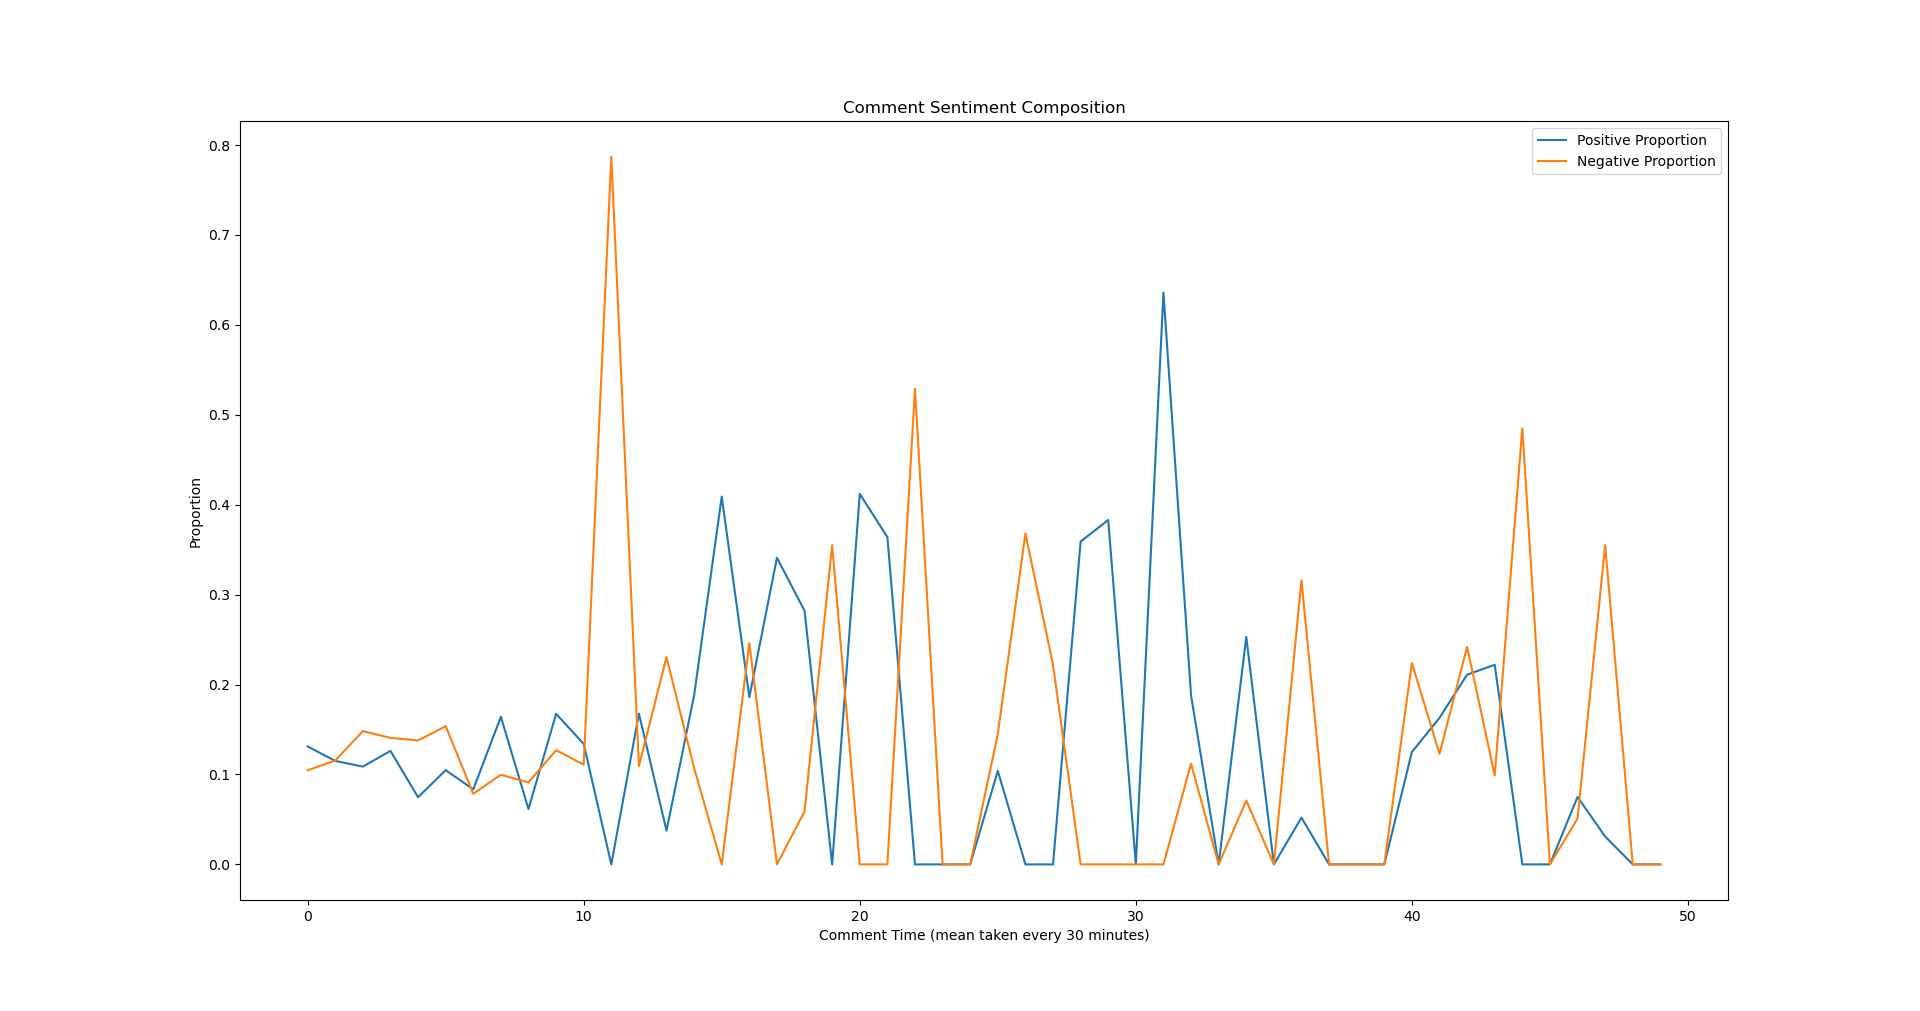 Comment Sentiment Composition
Positive Proportion
Negative Proportion
0.8
0.7
0.6
0.5
0.4
0.3
0.2
0.1
0.0
Proportion
0 10 20 30 40 50
Comment Time (mean taken every 30 minutes)